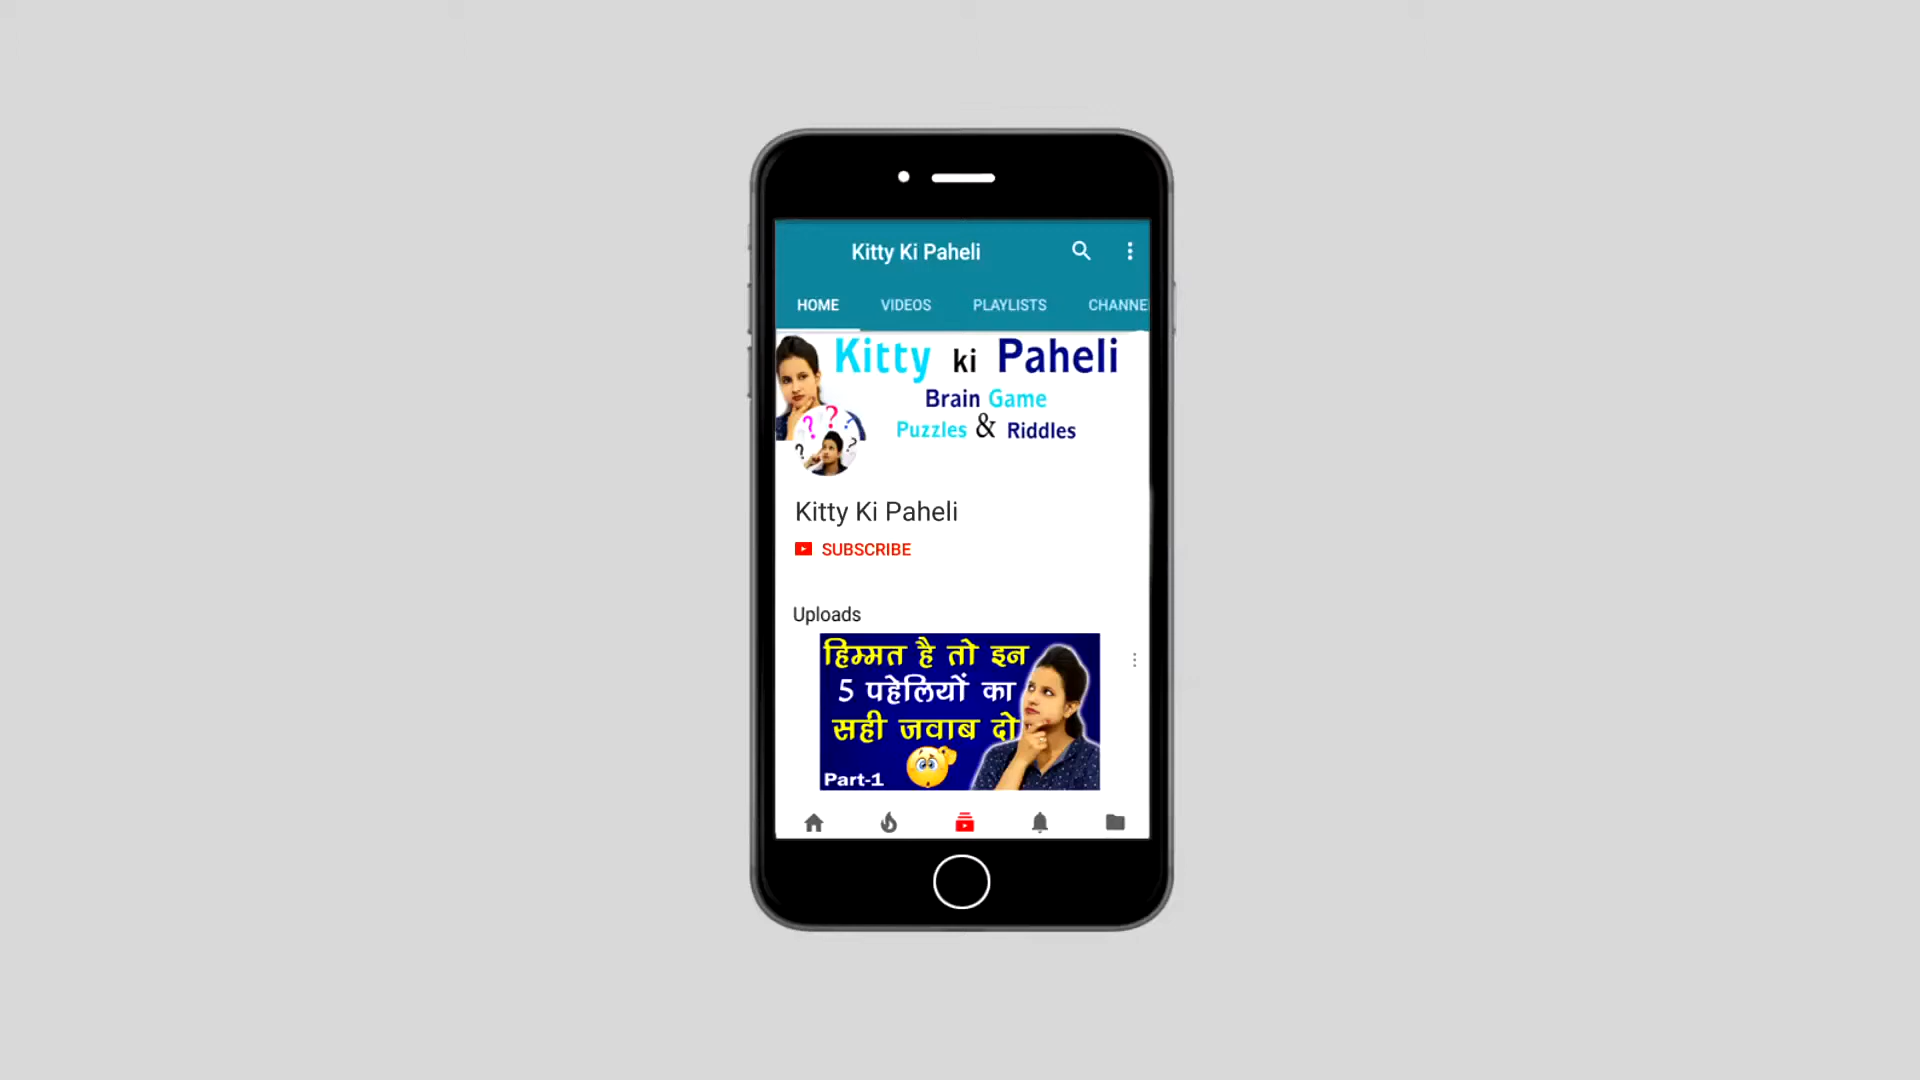 Kitty Ki Paheli
HOME VIDEOS PLAYLISTS CHANNE
Kitty ki Paheli
Brain Game
Puzzles & Riddles
Kitty Ki Paheli
SUBSCRIBE
Uploads
हिम्मत है तो इन
5 पहेलियों का
सही जवाब दो
Part-1